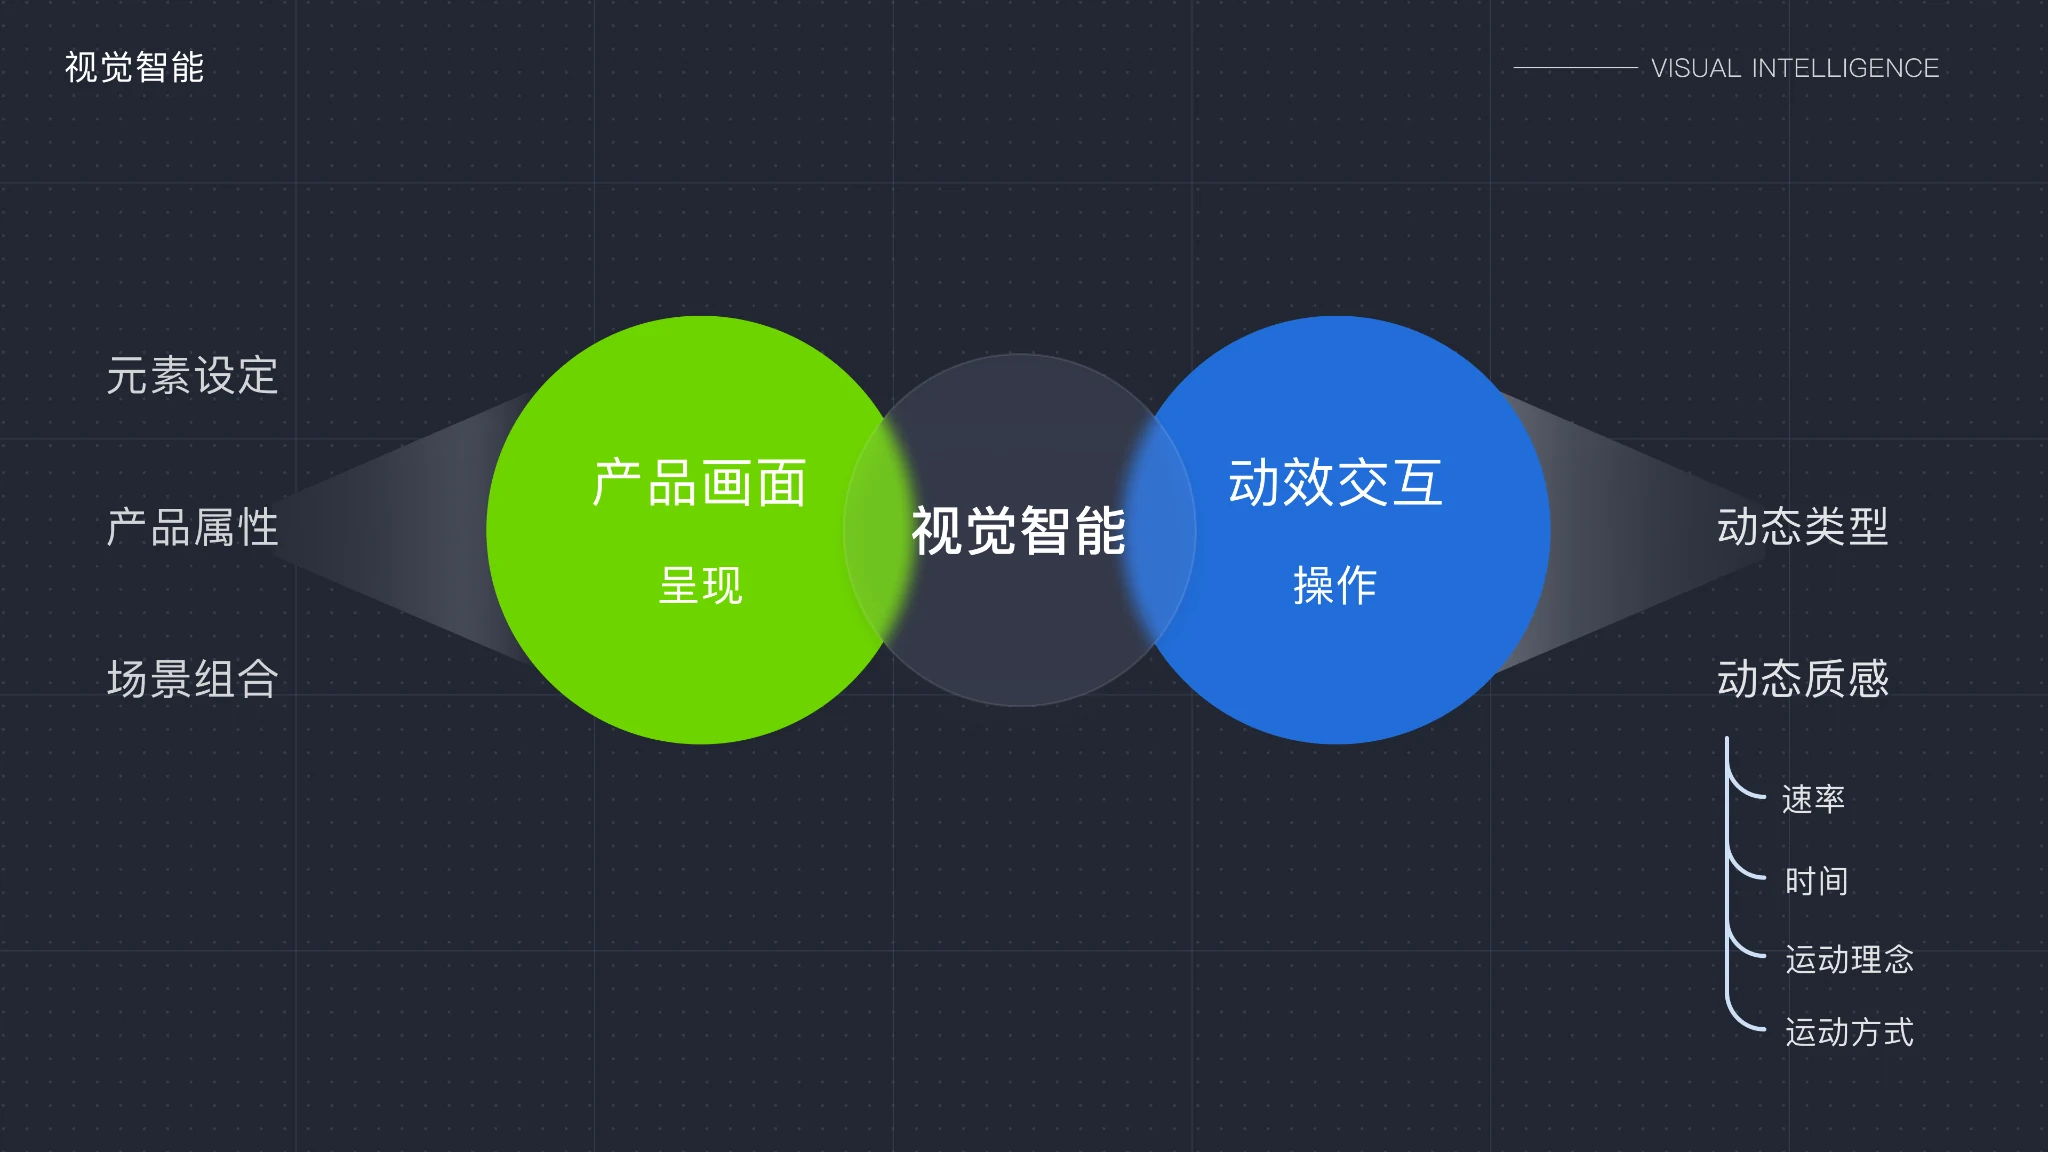 视觉智能
VISUAL INTELLIGENCE
元素设定
产品属性
场景组合
产品画面
呈现
视觉智能
动效交互
操作
动态类型
动态质感
速率
时间
运动理念
运动方式